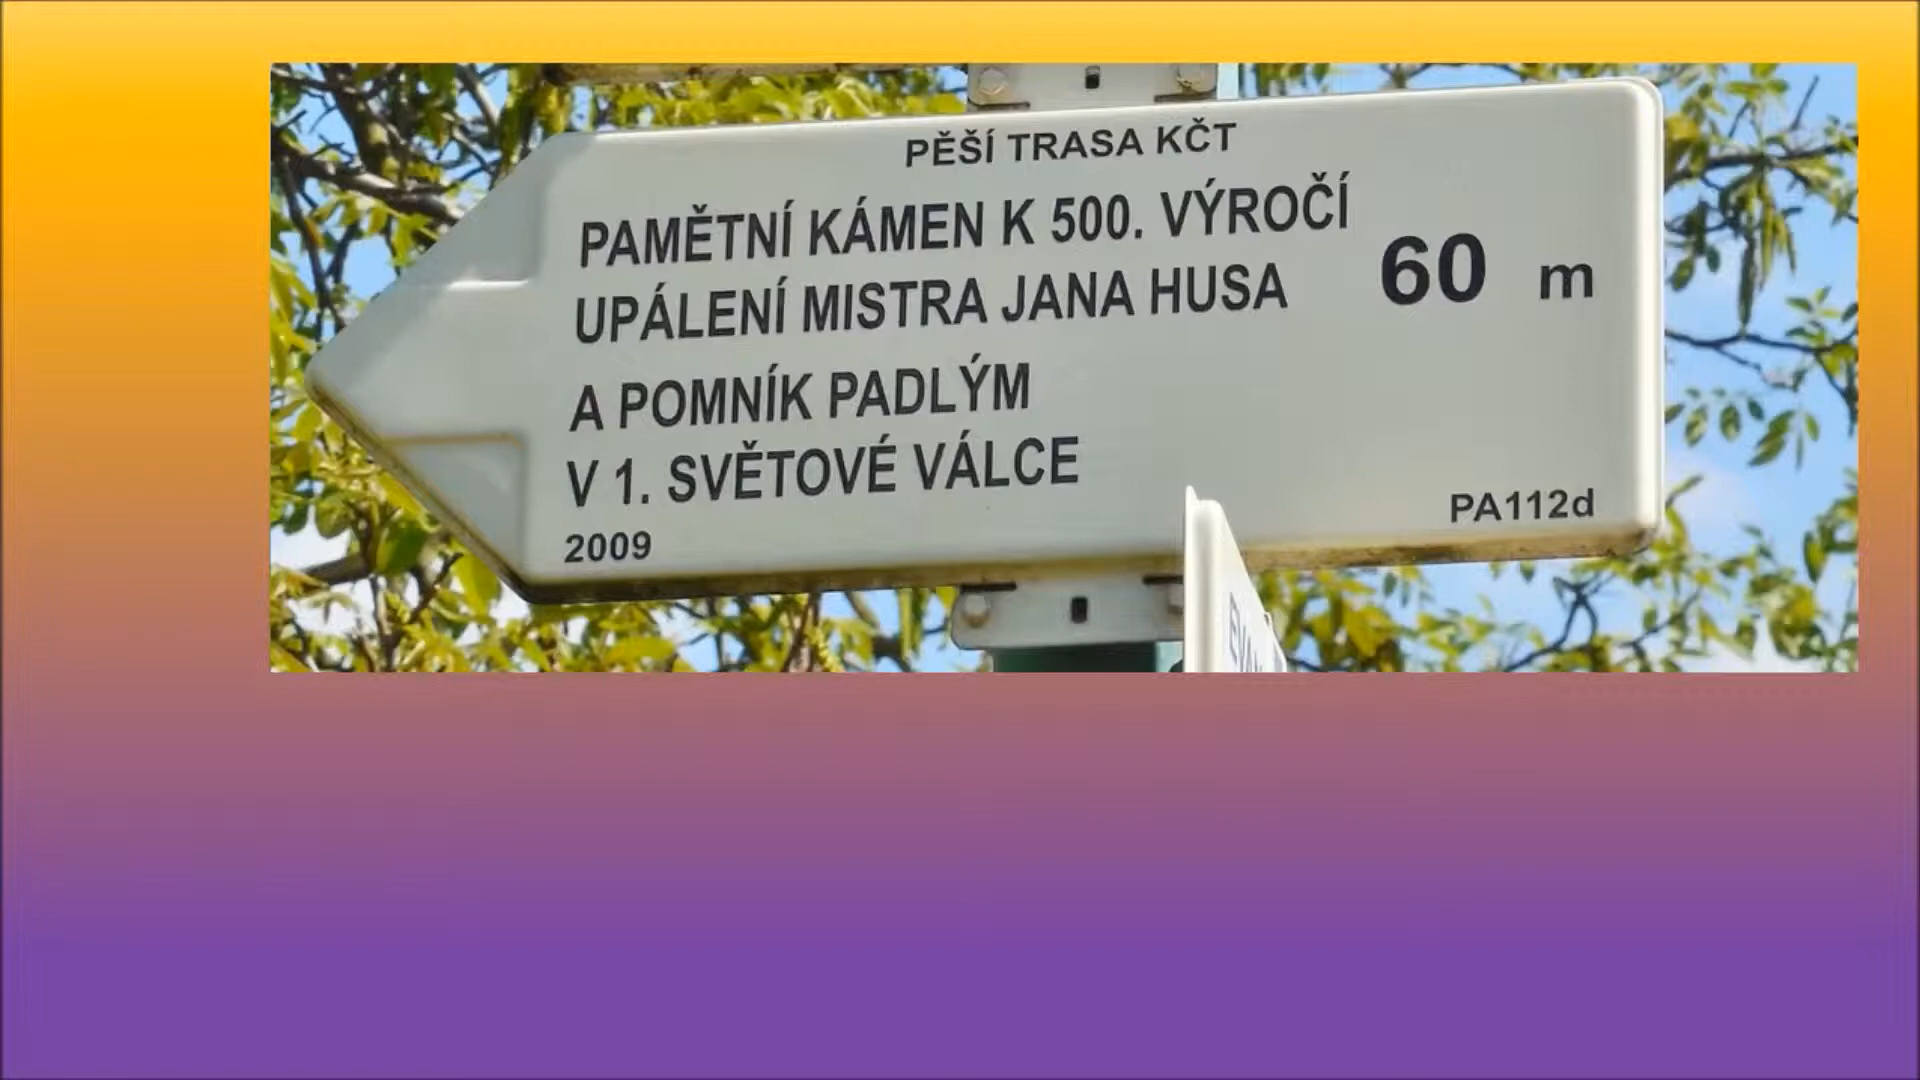 PĚŠÍ TRASA KČT
PAMĚTNÍ KÁMEN K 500. VÝROČÍ
UPÁLENÍ MISTRA JANA HUSA
60 m
A POMNÍK PADLÝM
V 1. SVĚTOVÉ VÁLCE
2009
PA112d